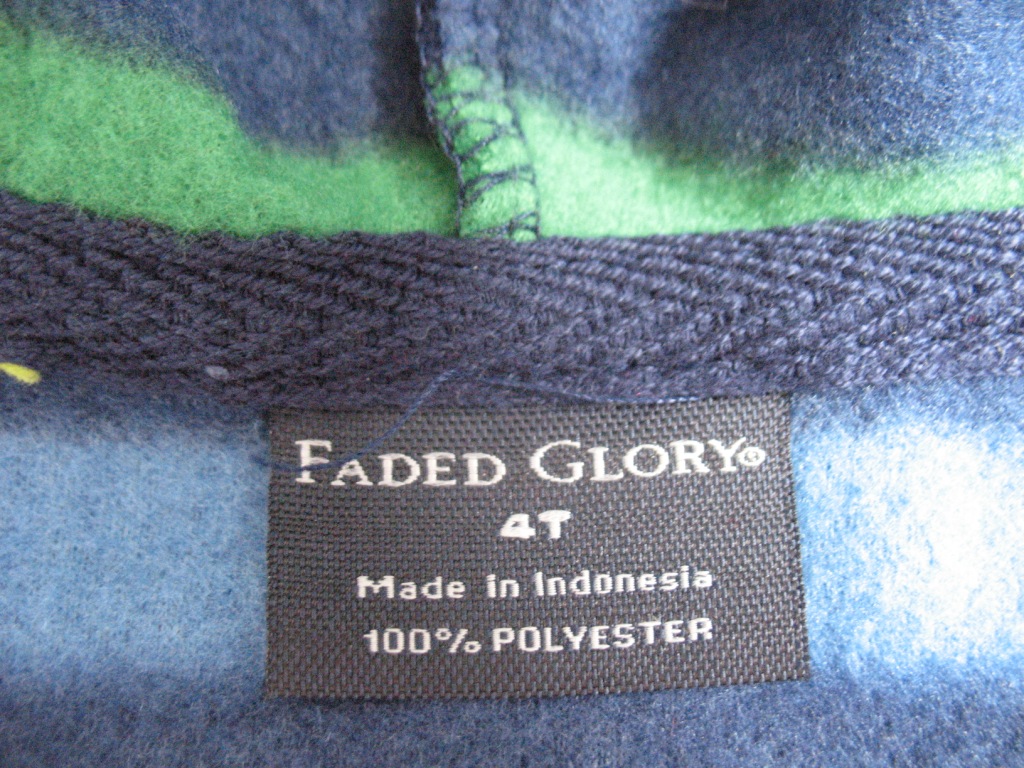 FADED GLORY®
4T
Made in Indonesia
100% POLYESTER